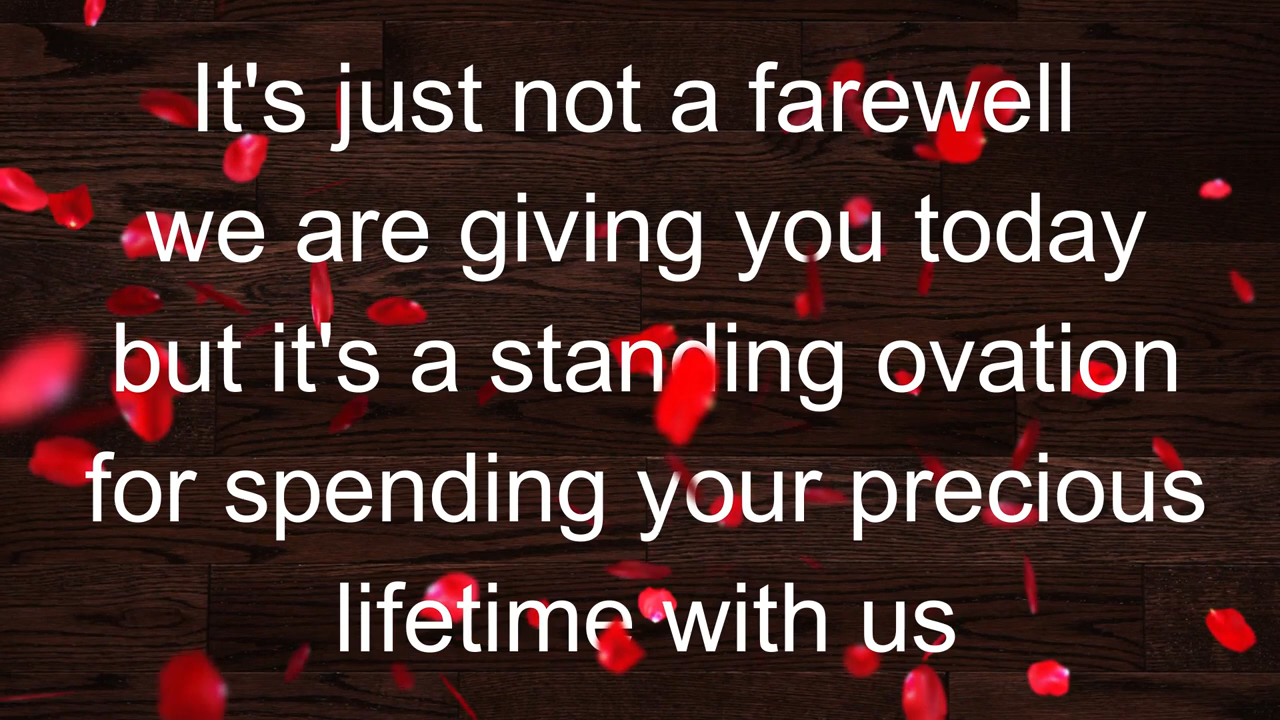 It's just not a farewell
we are giving you today
but it's a standing ovation
for spending your precious
lifetime with us